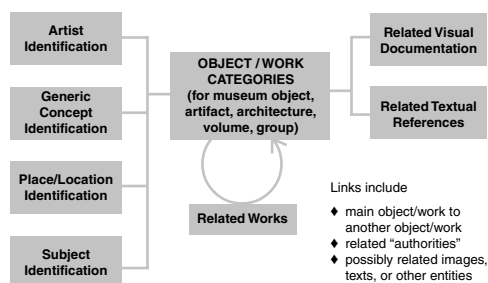 Artist
Identification
Generic
Concept
Identification
Place/Location
Identification
Subject
Identification
OBJECT / WORK
CATEGORIES
(for museum object,
artifact, architecture,
volume, group)
Related Works
Related Visual
Documentation
Related Textual
References
Links include
♦ main object/work to
another object/work
♦ related “authorities”
♦ possibly related images,
texts, or other entities